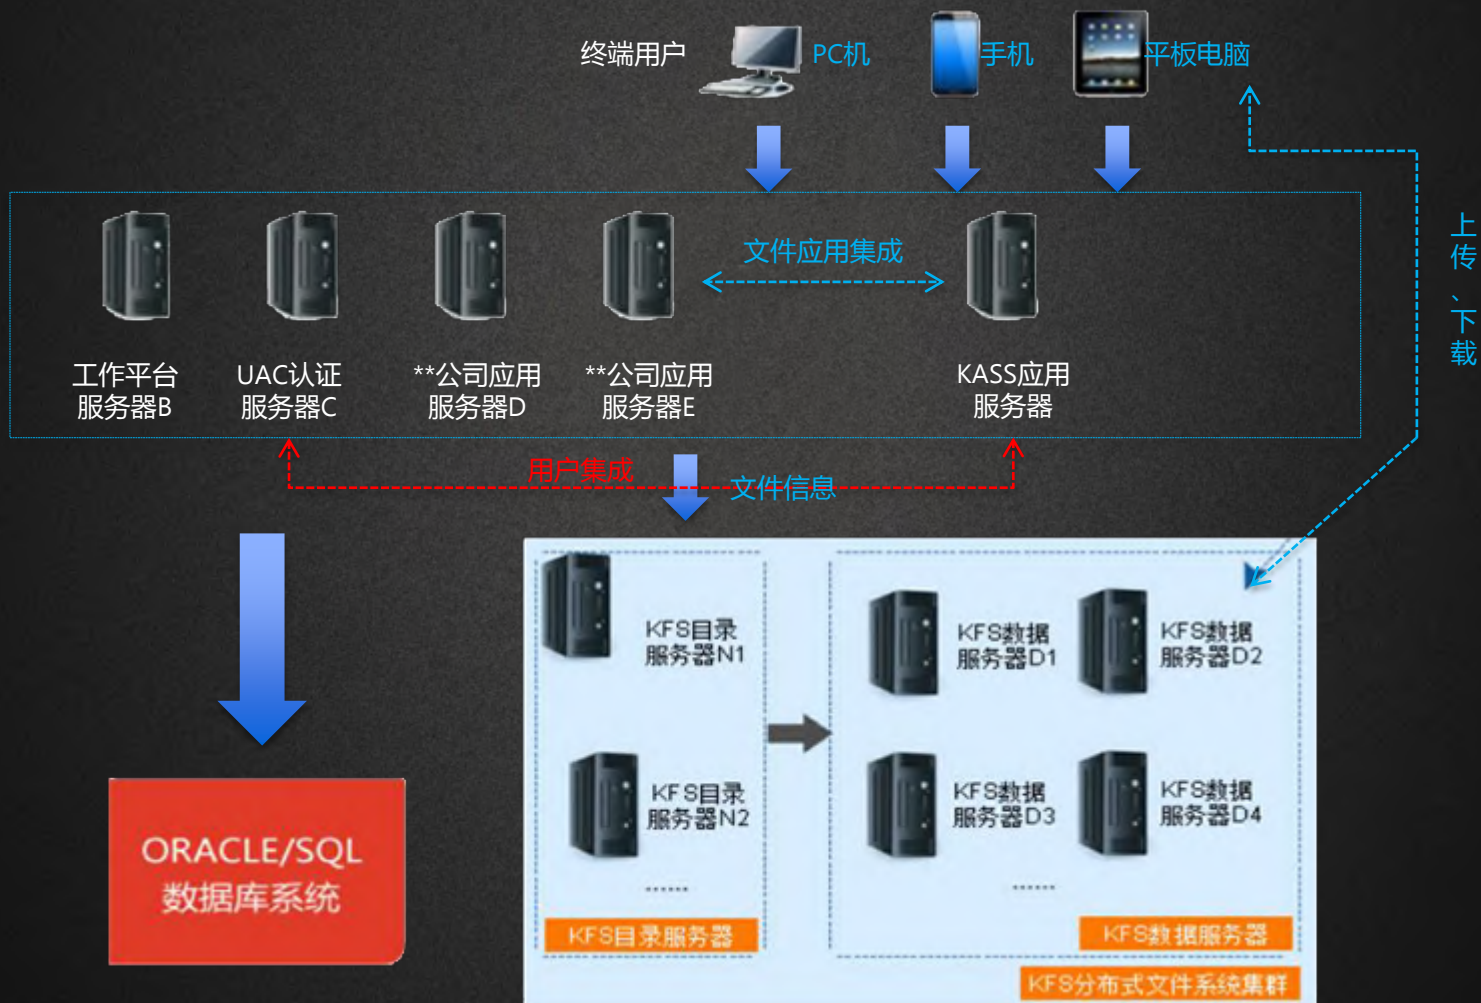 终端用户
PC机
手机
平板电脑
上传、下载
文件应用集成
工作平台
服务器B
UAC认证
服务器C
**公司应用
服务器D
**公司应用
服务器E
KASS应用
服务器
用户集成
文件信息
KFS目录
服务器N1
KFS数据
服务器D1
KFS数据
服务器D2
KFS目录
服务器N2
KFS数据
服务器D3
KFS数据
服务器D4
......
......
ORACLE/SQL
数据库系统
KFS目录服务器
KFS数据服务器
KFS分布式文件系统集群